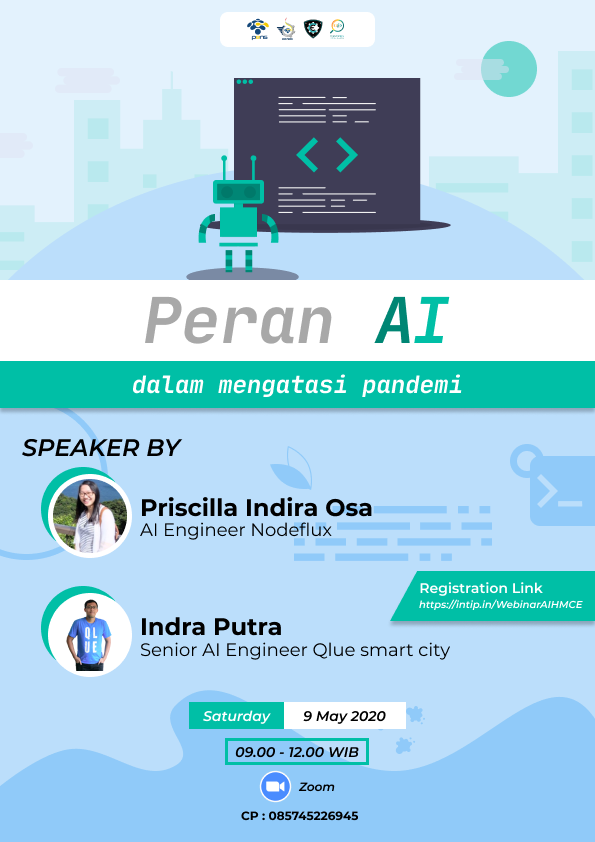 Peran AI
dalam mengatasi pandemi
SPEAKER BY
Priscilla Indira Osa
AI Engineer Nodeflux
Registration Link
https://intip.in/WebinarAIHMCE
Indra Putra
Senior AI Engineer Qlue smart city
QL
UE
Saturday
9 May 2020
09.00 - 12.00 WIB
Zoom
CP : 085745226945